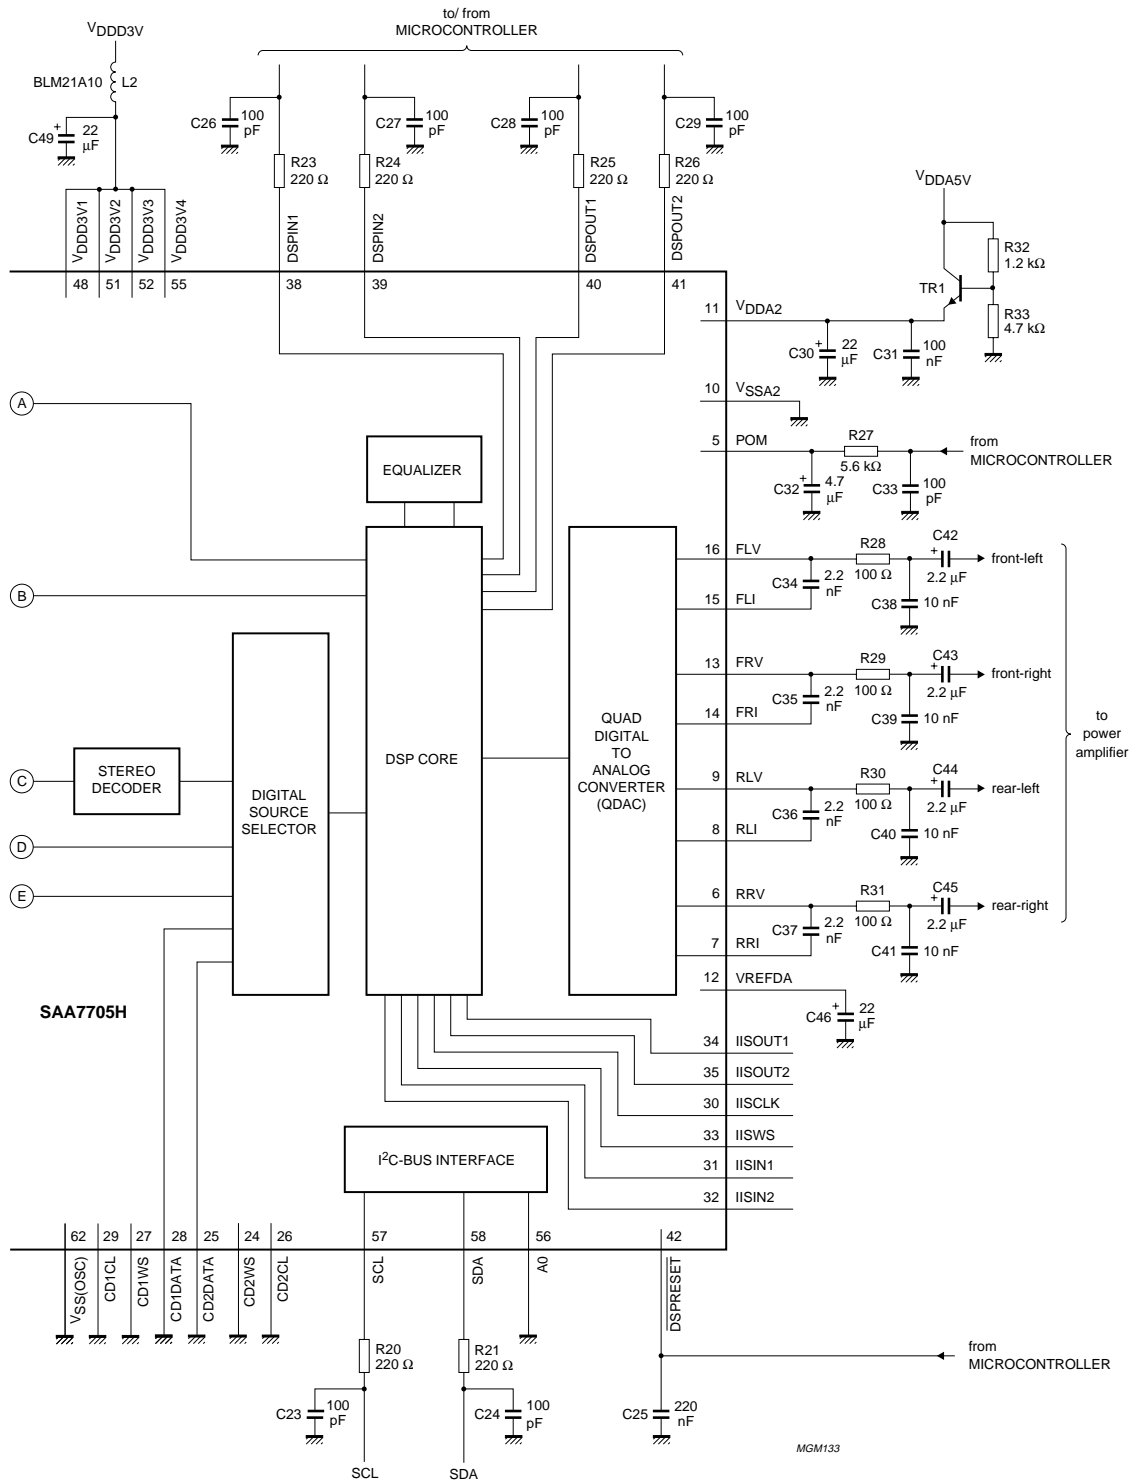 to/ from
MICROCONTROLLER
VDDD3V
BLM21A10 L2
C49
+
22
μF
C26
100
pF
C27
100
pF
C28
100
pF
C29
100
pF
R23
220 Ω
R24
220 Ω
R25
220 Ω
R26
220 Ω
VDDD3V1
VDDD3V2
VDDD3V3
VDDD3V4
DSPIN1
DSPIN2
DSPOUT1
DSPOUT2
48
51
52
55
38
39
40
41
VDDA5V
R32
1.2 kΩ
TR1
R33
4.7 kΩ
11
VDDA2
C30
+
22
μF
C31
100
nF
10
VSSA2
5
POM
R27
5.6 kΩ
from
MICROCONTROLLER
C32
+
4.7
μF
C33
100
pF
A
B
C
D
E
EQUALIZER
DSP CORE
STEREO
DECODER
DIGITAL
SOURCE
SELECTOR
QUAD
DIGITAL
TO
ANALOG
CONVERTER
(QDAC)
16
FLV
15
FLI
C34
2.2
nF
R28
100 Ω
C38
10 nF
C42
+
2.2 μF
front-left
13
FRV
14
FRI
C35
2.2
nF
R29
100 Ω
C39
10 nF
C43
+
2.2 μF
front-right
9
RLV
8
RLI
C36
2.2
nF
R30
100 Ω
C40
10 nF
C44
+
2.2 μF
rear-left
6
RRV
7
RRI
C37
2.2
nF
R31
100 Ω
C41
10 nF
C45
+
2.2 μF
rear-right
to
power
amplifier
12
VREFDA
C46
+
22
μF
SAA7705H
34
IISOUT1
35
IISOUT2
30
IISCLK
33
IISWS
31
IISIN1
32
IISIN2
I2C-BUS INTERFACE
62
29
27
28
25
24
26
57
58
56
42
VSS(OSC)
CD1CL
CD1WS
CD1DATA
CD2DATA
CD2WS
CD2CL
SCL
SDA
A0
DSPRESET
R20
220 Ω
R21
220 Ω
C23
100
pF
C24
100
pF
C25
220
nF
from
MICROCONTROLLER
SCL
SDA
MGM133